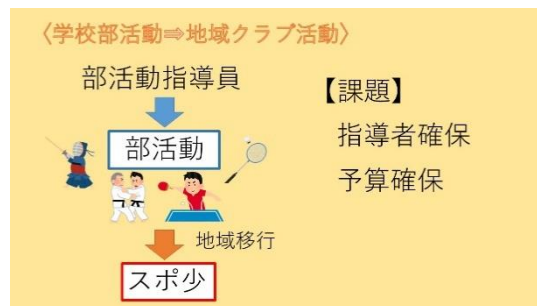 〈学校部活動⇒地域クラブ活動〉
部活動指導員
部活動
地域移行
スポ少
【課題】
指導者確保
予算確保